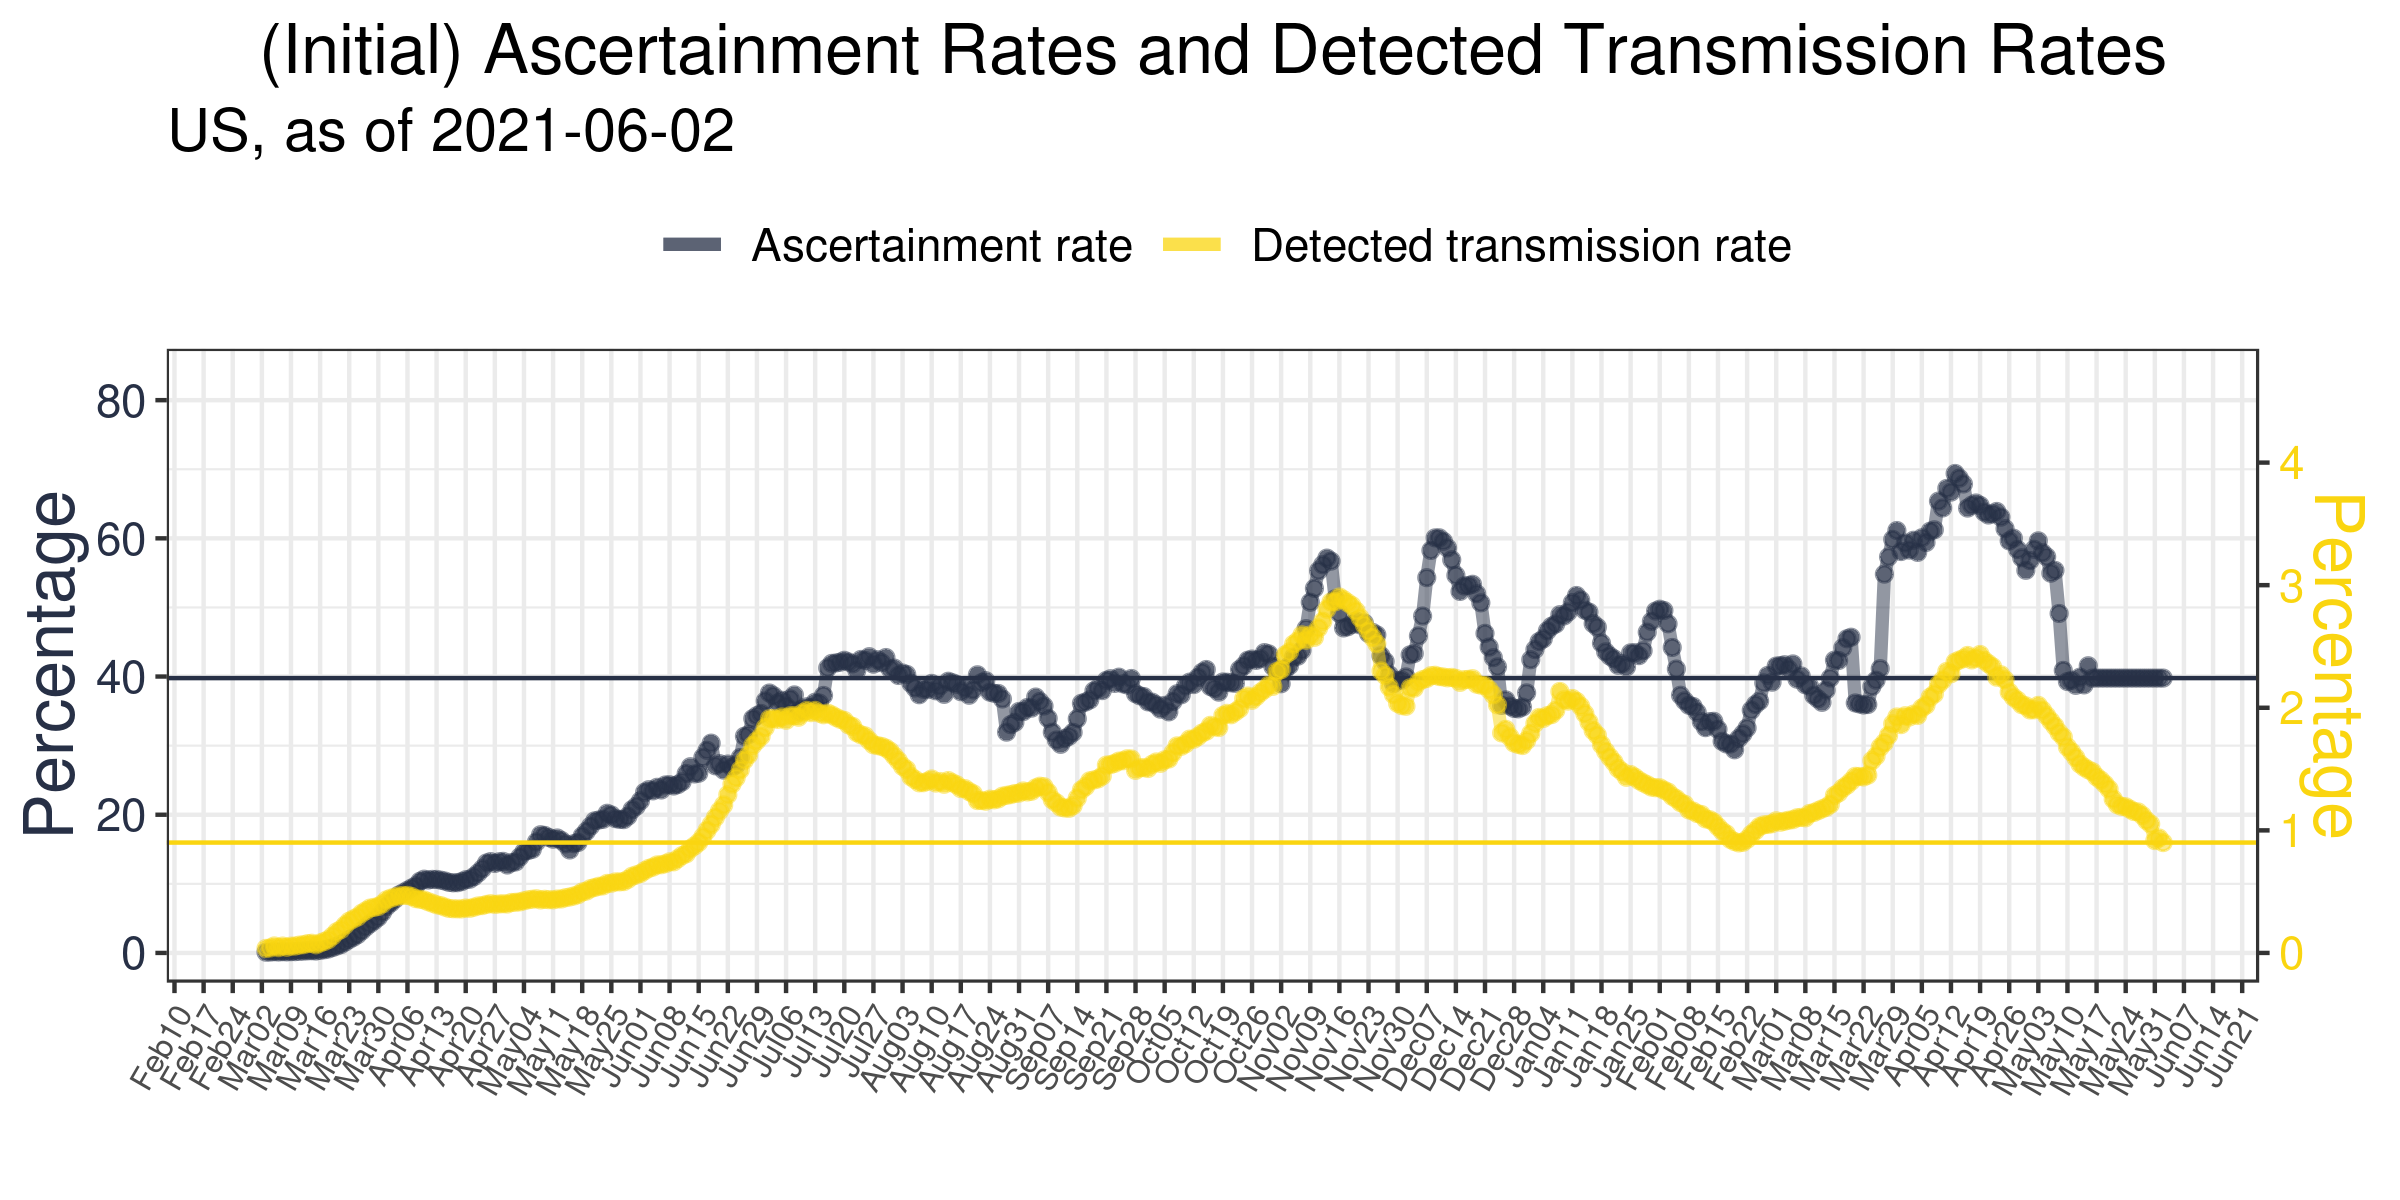 (Initial) Ascertainment Rates and Detected Transmission Rates
US, as of 2021-06-02
Ascertainment rate Detected transmission rate
Percentage
80
60
40
20
0
4
3
2
1
0
Percentage
Feb10 Feb17 Feb24 Mar02 Mar09 Mar16 Mar23 Mar30 Apr06 Apr13 Apr20 Apr27 May04 May11 May18 May25 Jun01 Jun08 Jun15 Jun22 Jun29 Jul06 Jul13 Jul20 Jul27 Aug03 Aug10 Aug17 Aug24 Aug31 Sep07 Sep14 Sep21 Sep28 Oct05 Oct12 Oct19 Oct26 Nov02 Nov09 Nov16 Nov23 Nov30 Dec07 Dec14 Dec21 Dec28 Jan04 Jan11 Jan18 Jan25 Feb01 Feb08 Feb15 Feb22 Mar01 Mar08 Mar15 Mar22 Mar29 Apr05 Apr12 Apr19 Apr26 May03 May10 May17 May24 May31 Jun07 Jun14 Jun21